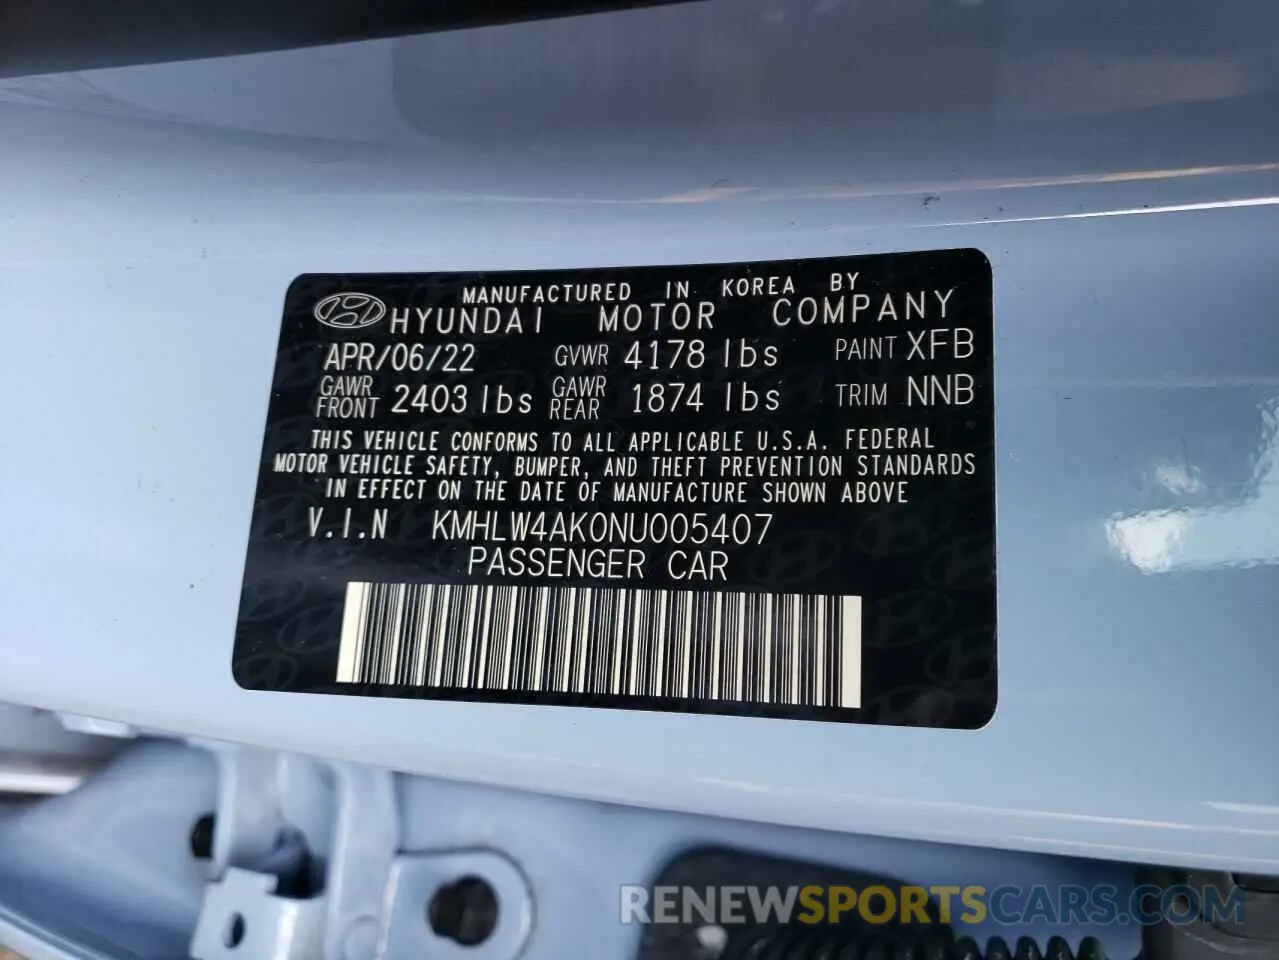 MANUFACTURED IN KOREA BY
HYUNDAI MOTOR COMPANY
APR/06/22 GVWR 4178 lbs PAINT XFB
GAWR FRONT 2403 lbs GAWR REAR 1874 lbs TRIM NNB
THIS VEHICLE CONFORMS TO ALL APPLICABLE U.S.A. FEDERAL
MOTOR VEHICLE SAFETY, BUMPER, AND THEFT PREVENTION STANDARDS
IN EFFECT ON THE DATE OF MANUFACTURE SHOWN ABOVE
V.I.N KMHLW4AK0NU005407
PASSENGER CAR
RENEWSPORTSCARS.COM